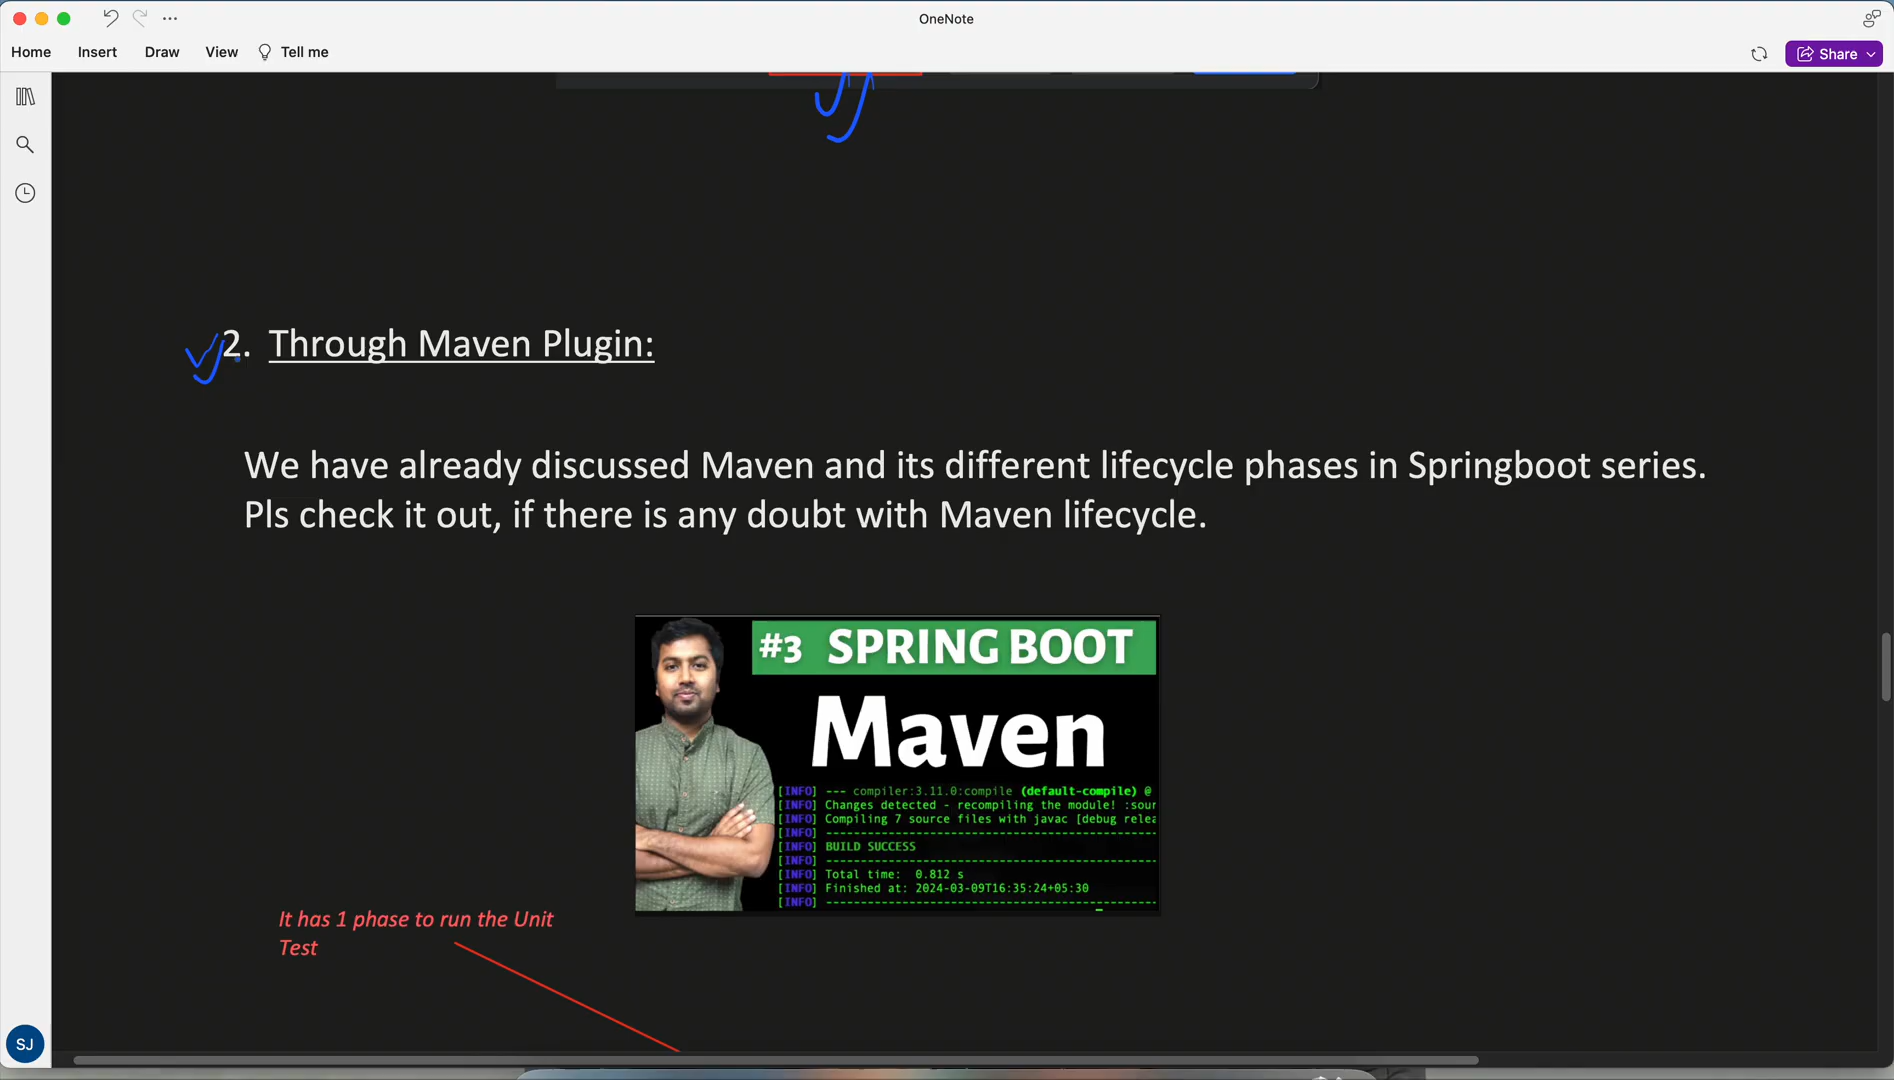 OneNote
Home Insert Draw View Tell me
Share
2. Through Maven Plugin:
We have already discussed Maven and its different lifecycle phases in Springboot series.
Pls check it out, if there is any doubt with Maven lifecycle.
#3 SPRING BOOT
Maven
[INFO] --- compiler:3.11.0:compile (default-compile) @
[INFO] Changes detected - recompiling the module! :sour
[INFO] Compiling 7 source files with javac [debug relea
[INFO] ------------------------------------------------
[INFO] BUILD SUCCESS
[INFO] ------------------------------------------------
[INFO] Total time:  0.812 s
[INFO] Finished at: 2024-03-09T16:35:24+05:30
[INFO] ------------------------------------------------
It has 1 phase to run the Unit
Test
SJ